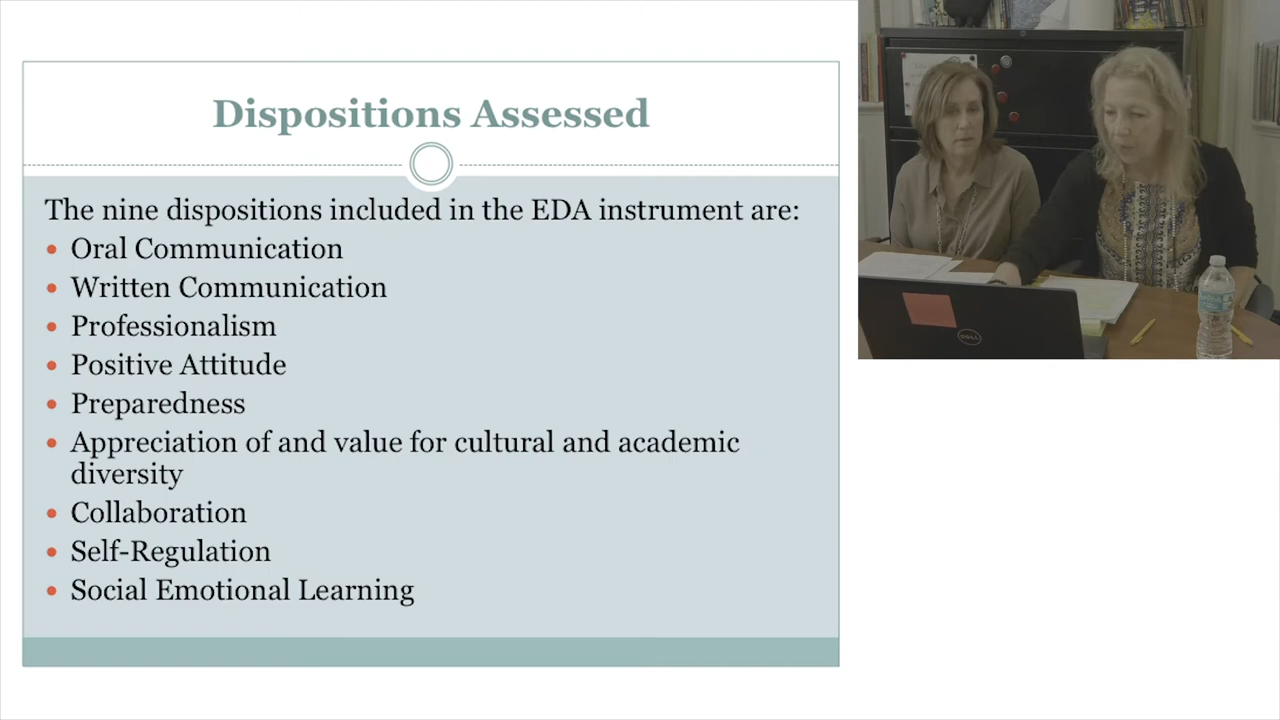 Dispositions Assessed
The nine dispositions included in the EDA instrument are:
• Oral Communication
• Written Communication
• Professionalism
• Positive Attitude
• Preparedness
• Appreciation of and value for cultural and academic
diversity
• Collaboration
• Self-Regulation
• Social Emotional Learning
DELL